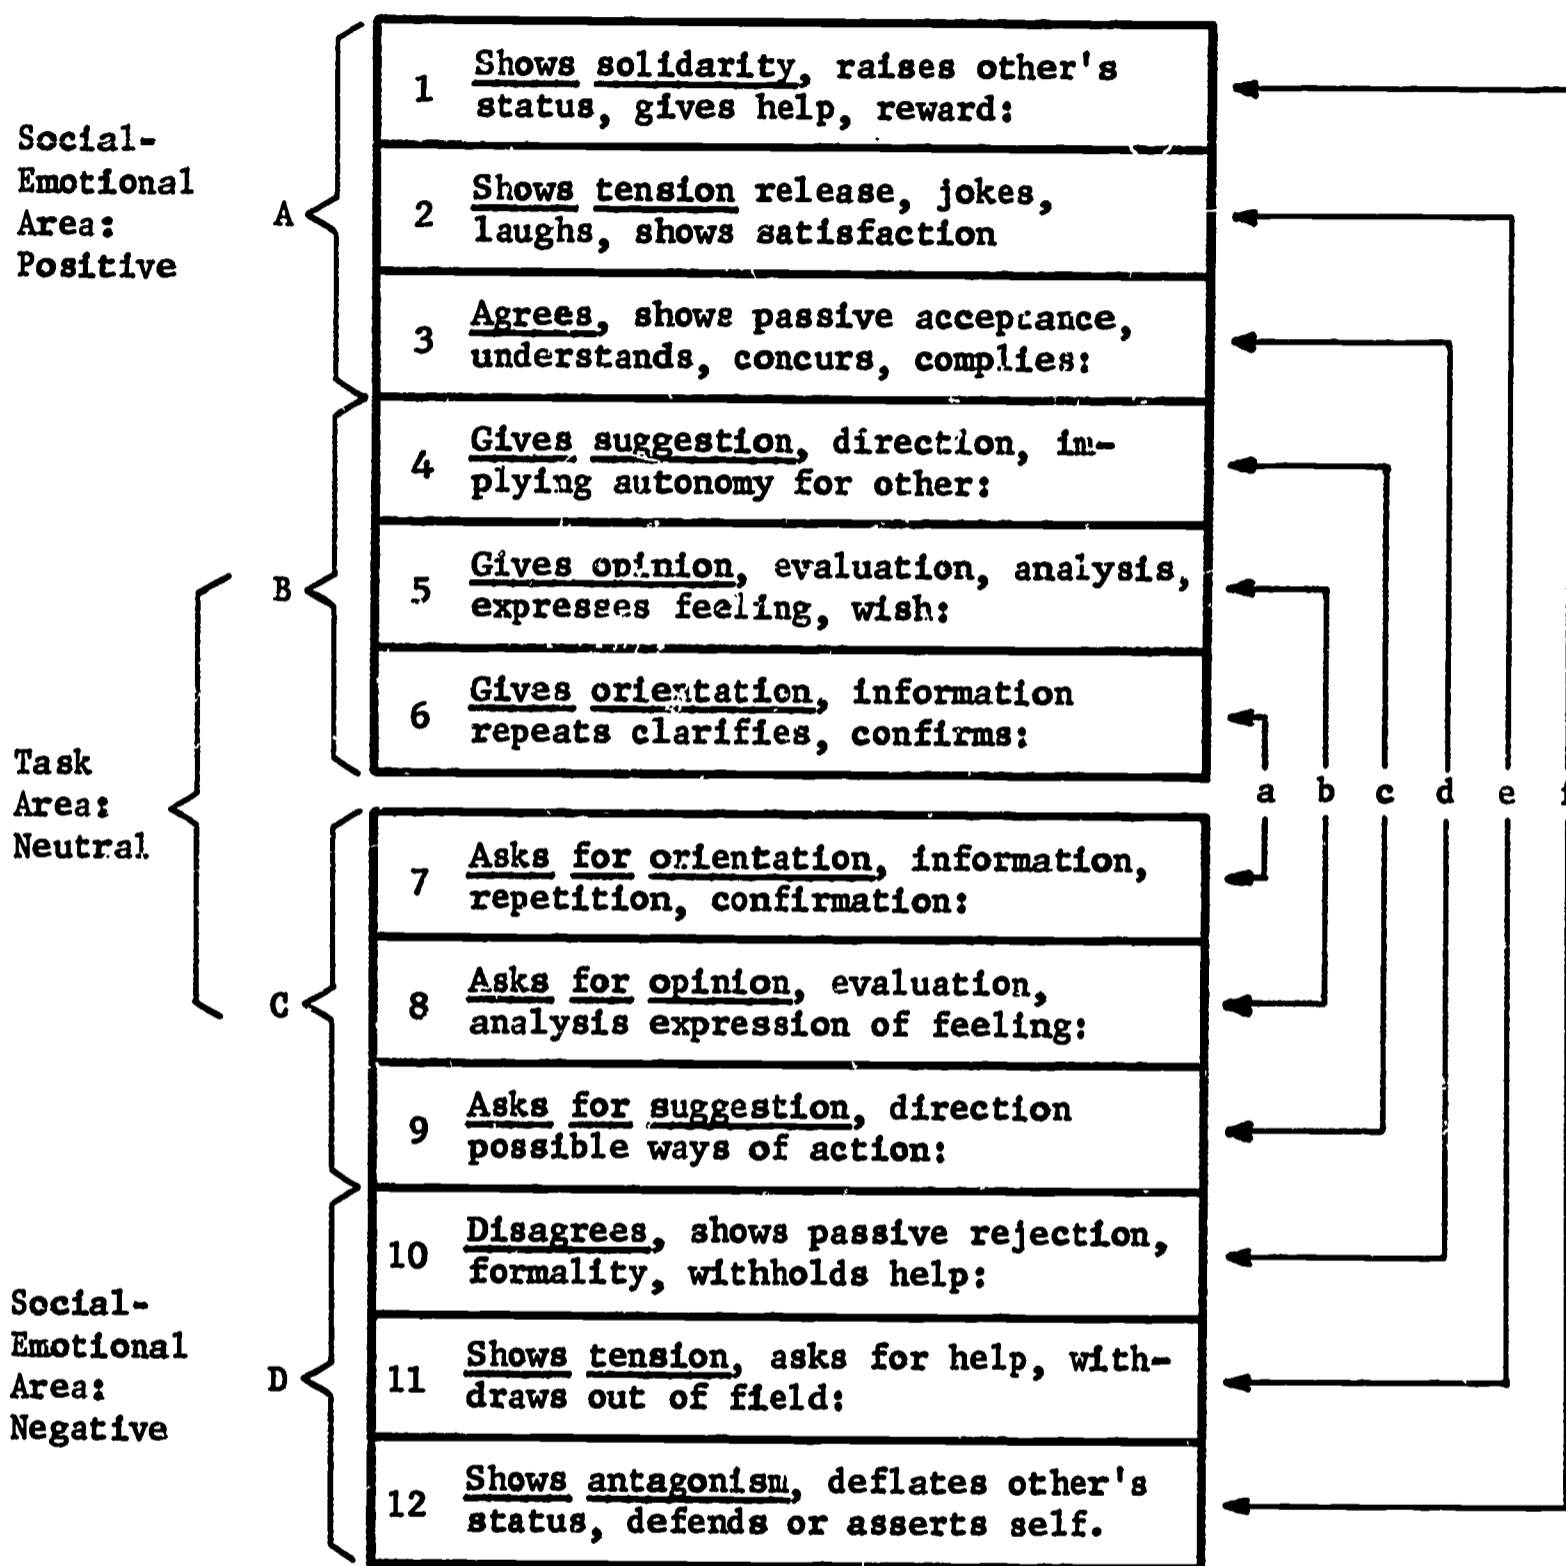 Social-
Emotional
Area:
Positive
A
1 Shows solidarity, raises other's
status, gives help, reward:
2 Shows tension release, jokes,
laughs, shows satisfaction
3 Agrees, shows passive acceptance,
understands, concurs, complies:
4 Gives suggestion, direction, im-
plying autonomy for other:
Task
Area:
Neutral
B
5 Gives opinion, evaluation, analysis,
expresses feeling, wish:
6 Gives orientation, information
repeats clarifies, confirms:
a b c d e f
C
7 Asks for orientation, information,
repetition, confirmation:
8 Asks for opinion, evaluation,
analysis expression of feeling:
9 Asks for suggestion, direction
possible ways of action:
Social-
Emotional
Area:
Negative
D
10 Disagrees, shows passive rejection,
formality, withholds help:
11 Shows tension, asks for help, with-
draws out of field:
12 Shows antagonism, deflates other's
status, defends or asserts self.